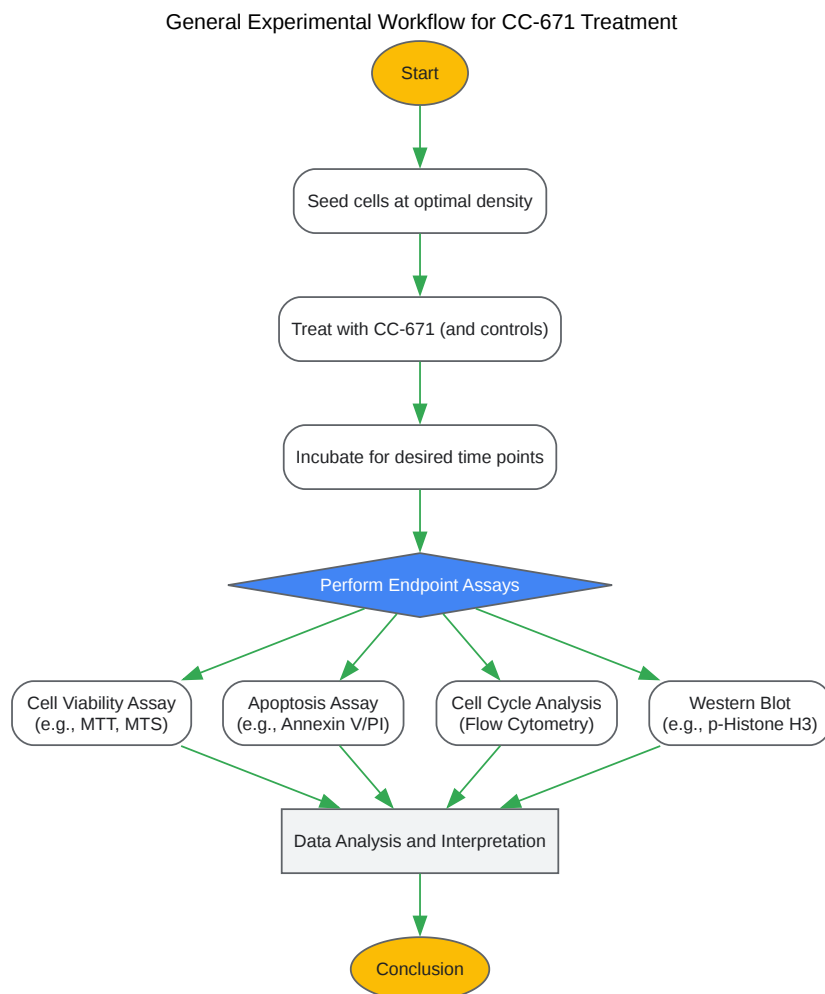 General Experimental Workflow for CC-671 Treatment
Start
Seed cells at optimal density
Treat with CC-671 (and controls)
Incubate for desired time points
Perform Endpoint Assays
Cell Viability Assay
(e.g., MTT, MTS)
Apoptosis Assay
(e.g., Annexin V/PI)
Cell Cycle Analysis
(Flow Cytometry)
Western Blot
(e.g., p-Histone H3)
Data Analysis and Interpretation
Conclusion